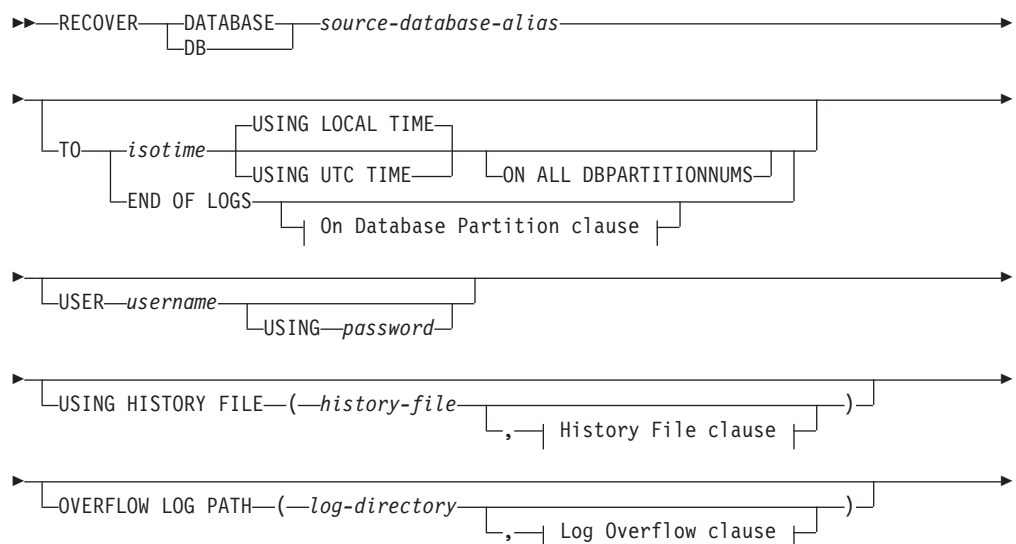 RECOVER DATABASE source-database-alias
DB
USING LOCAL TIME
TO isotime
USING UTC TIME ON ALL DBPARTITIONNUMS
END OF LOGS
On Database Partition clause
USER username
USING password
USING HISTORY FILE ( history-file )
, History File clause
OVERFLOW LOG PATH ( log-directory )
, Log Overflow clause